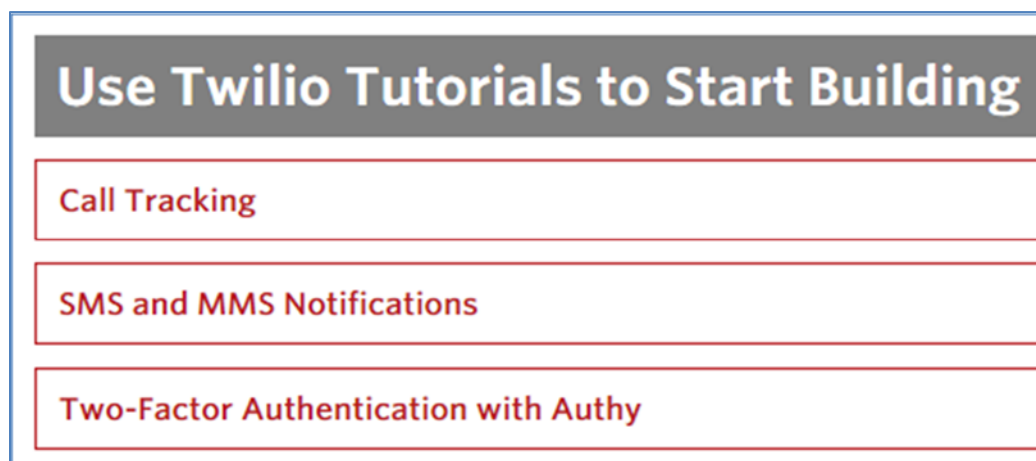 Use Twilio Tutorials to Start Building
Call Tracking
SMS and MMS Notifications
Two-Factor Authentication with Authy